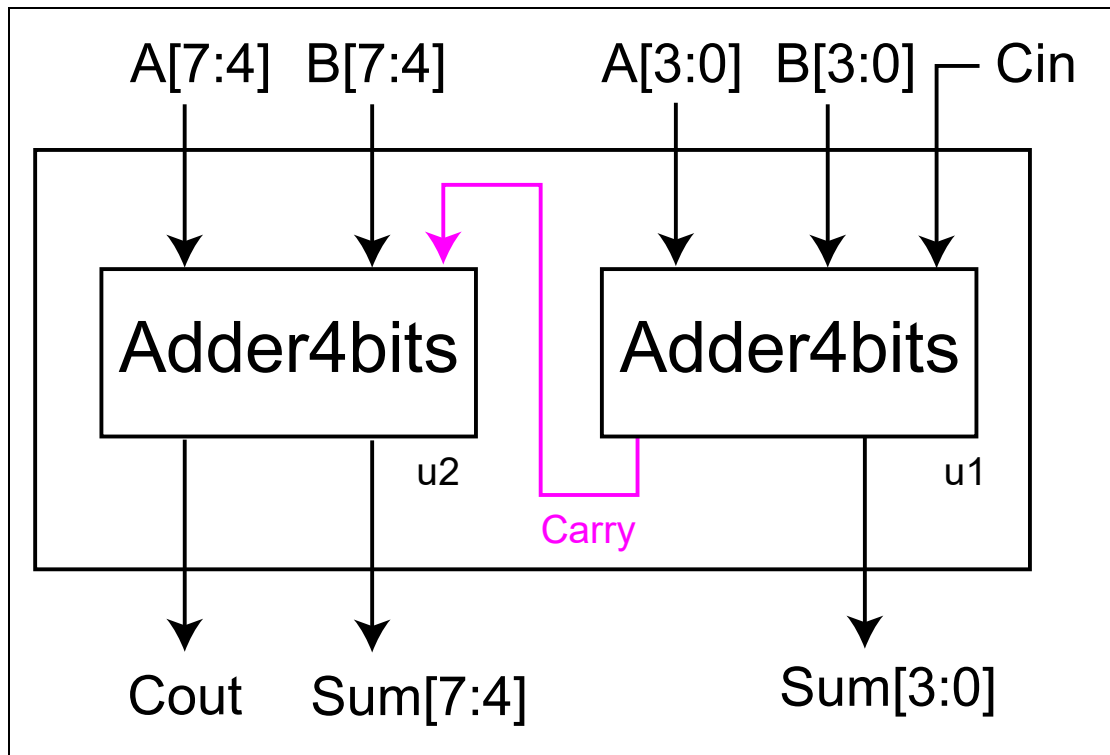 A[7:4] B[7:4] A[3:0] B[3:0] Cin
Adder4bits Adder4bits
u2 u1
Carry
Cout Sum[7:4] Sum[3:0]